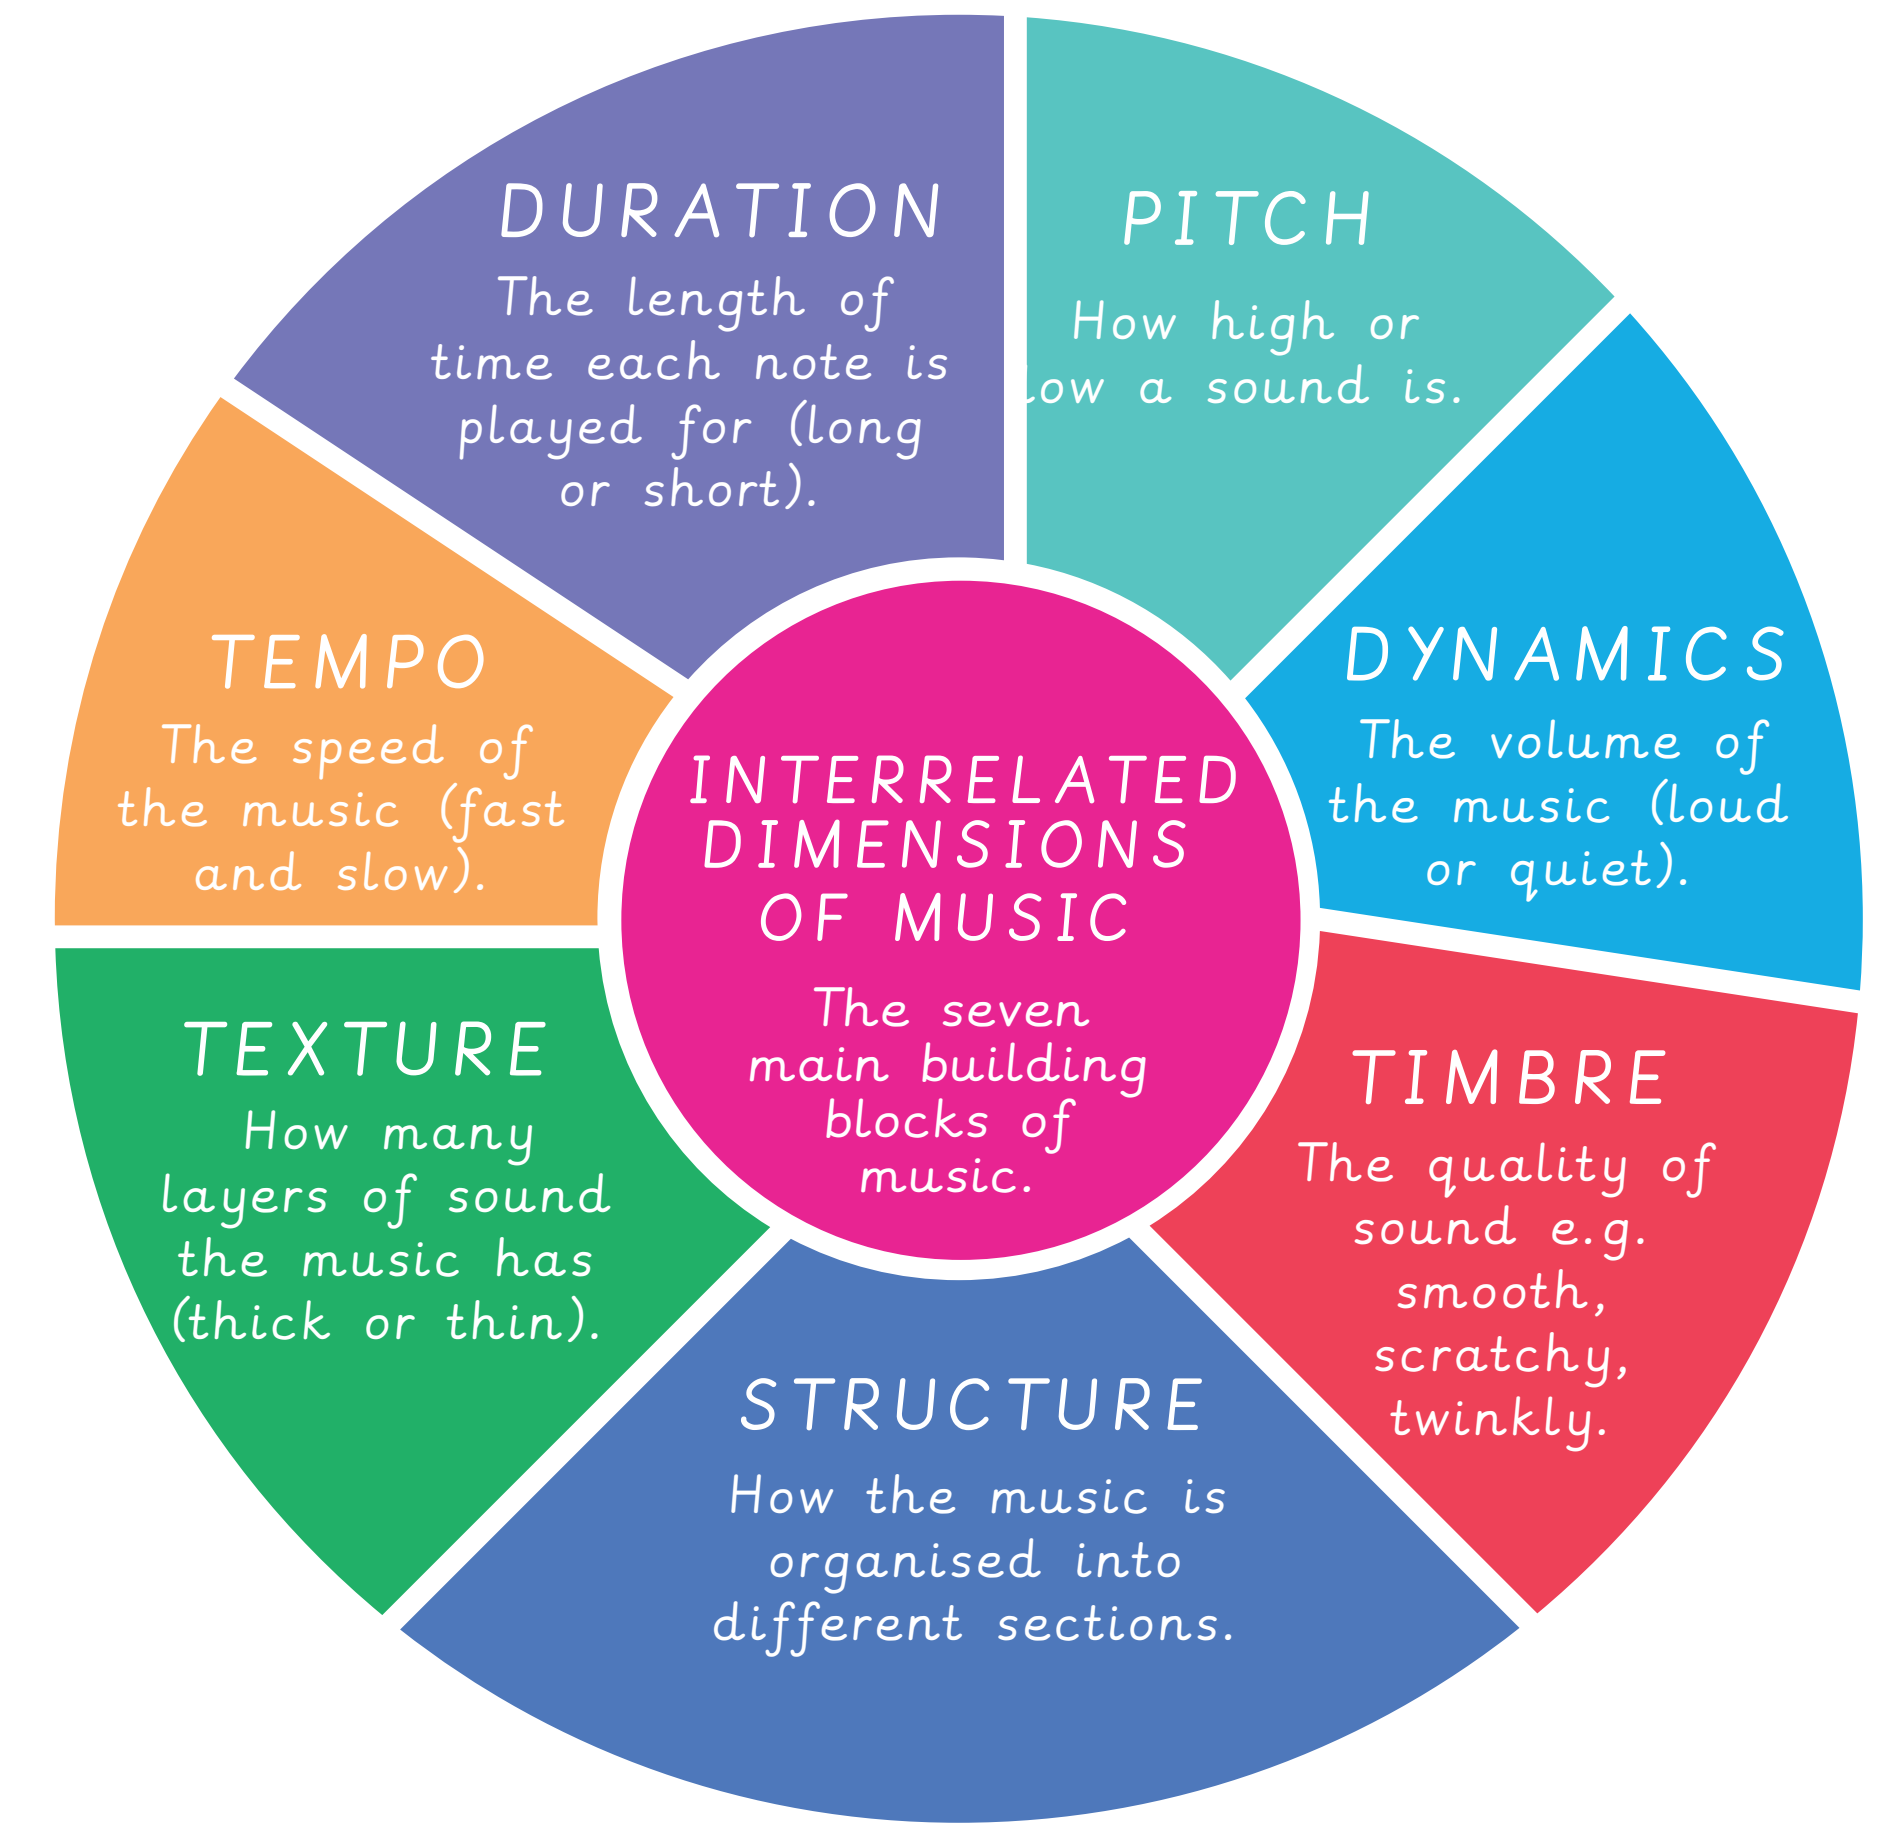 DURATION
The length of
time each note is
played for (long
or short).
PITCH
How high or
low a sound is.
DYNAMICS
The volume of
the music (loud
or quiet).
TIMBRE
The quality of
sound e.g.
smooth,
scratchy,
twinkly.
STRUCTURE
How the music is
organised into
different sections.
TEXTURE
How many
layers of sound
the music has
(thick or thin).
TEMPO
The speed of
the music (fast
and slow).
INTERRELATED
DIMENSIONS
OF MUSIC
The seven
main building
blocks of
music.